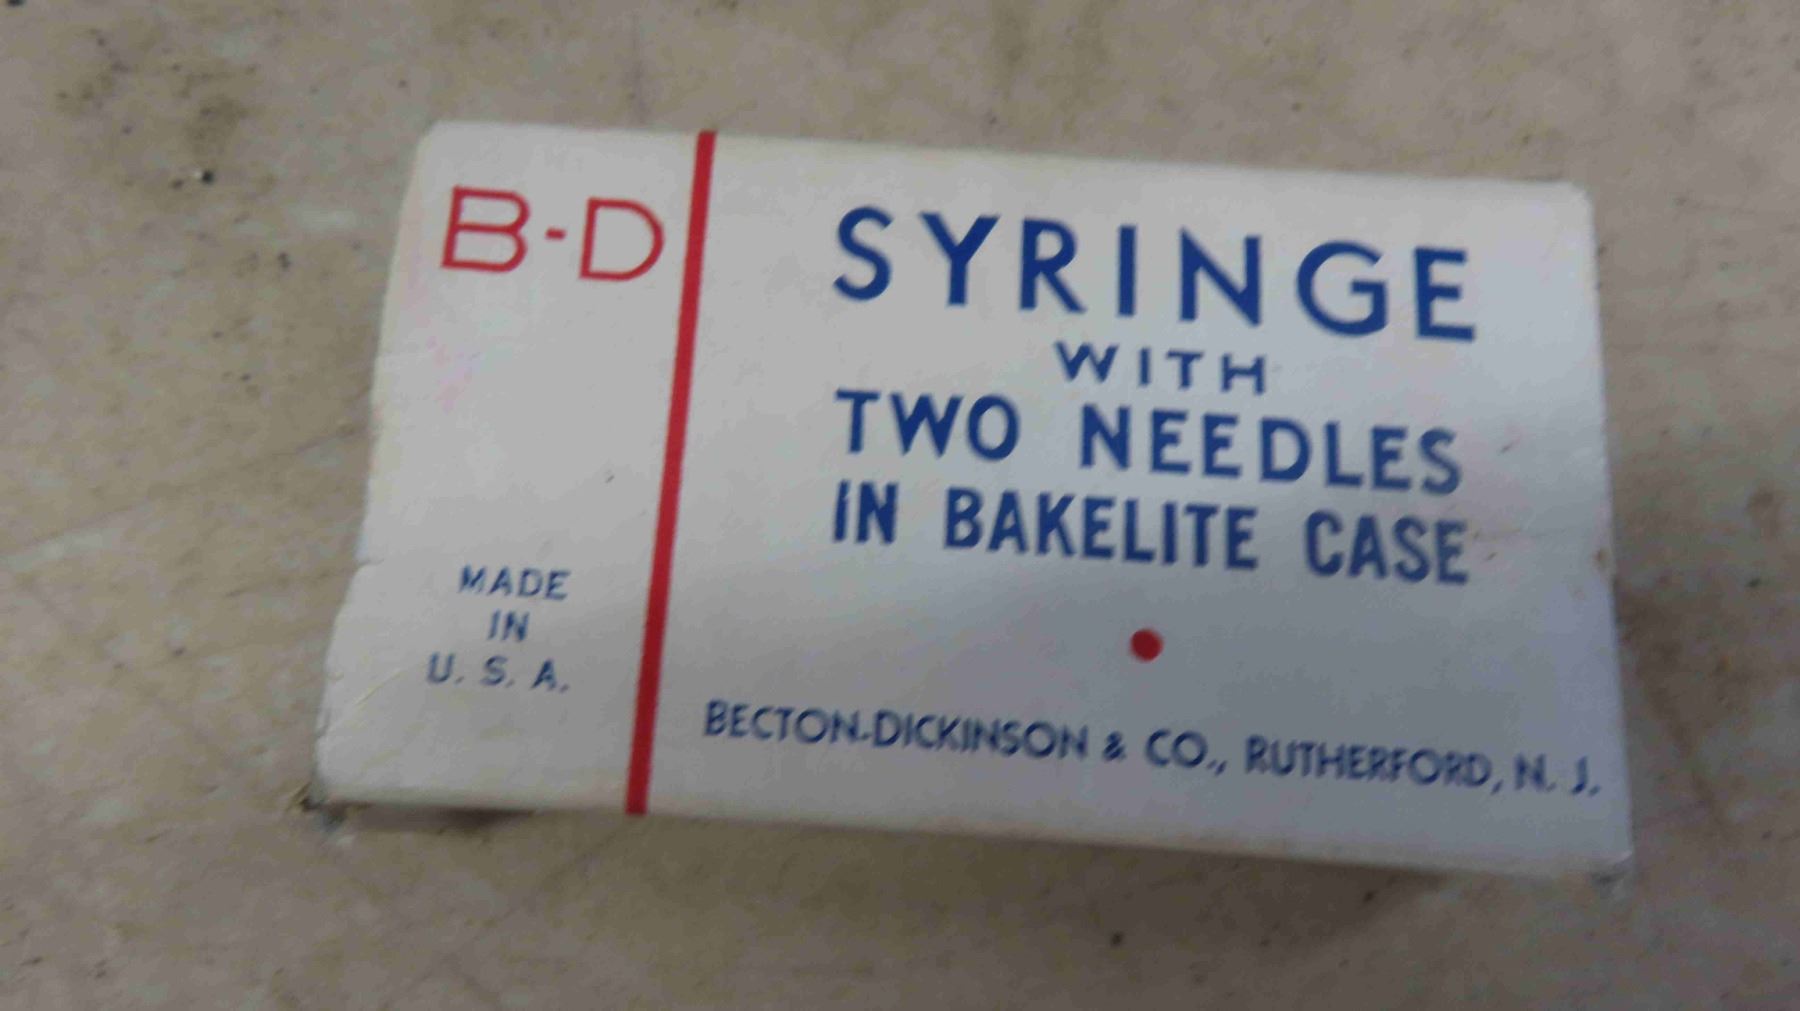 B-D
MADE
IN
U. S. A.
SYRINGE
WITH
TWO NEEDLES
IN BAKELITE CASE
BECTON-DICKINSON & CO., RUTHERFORD, N. J.